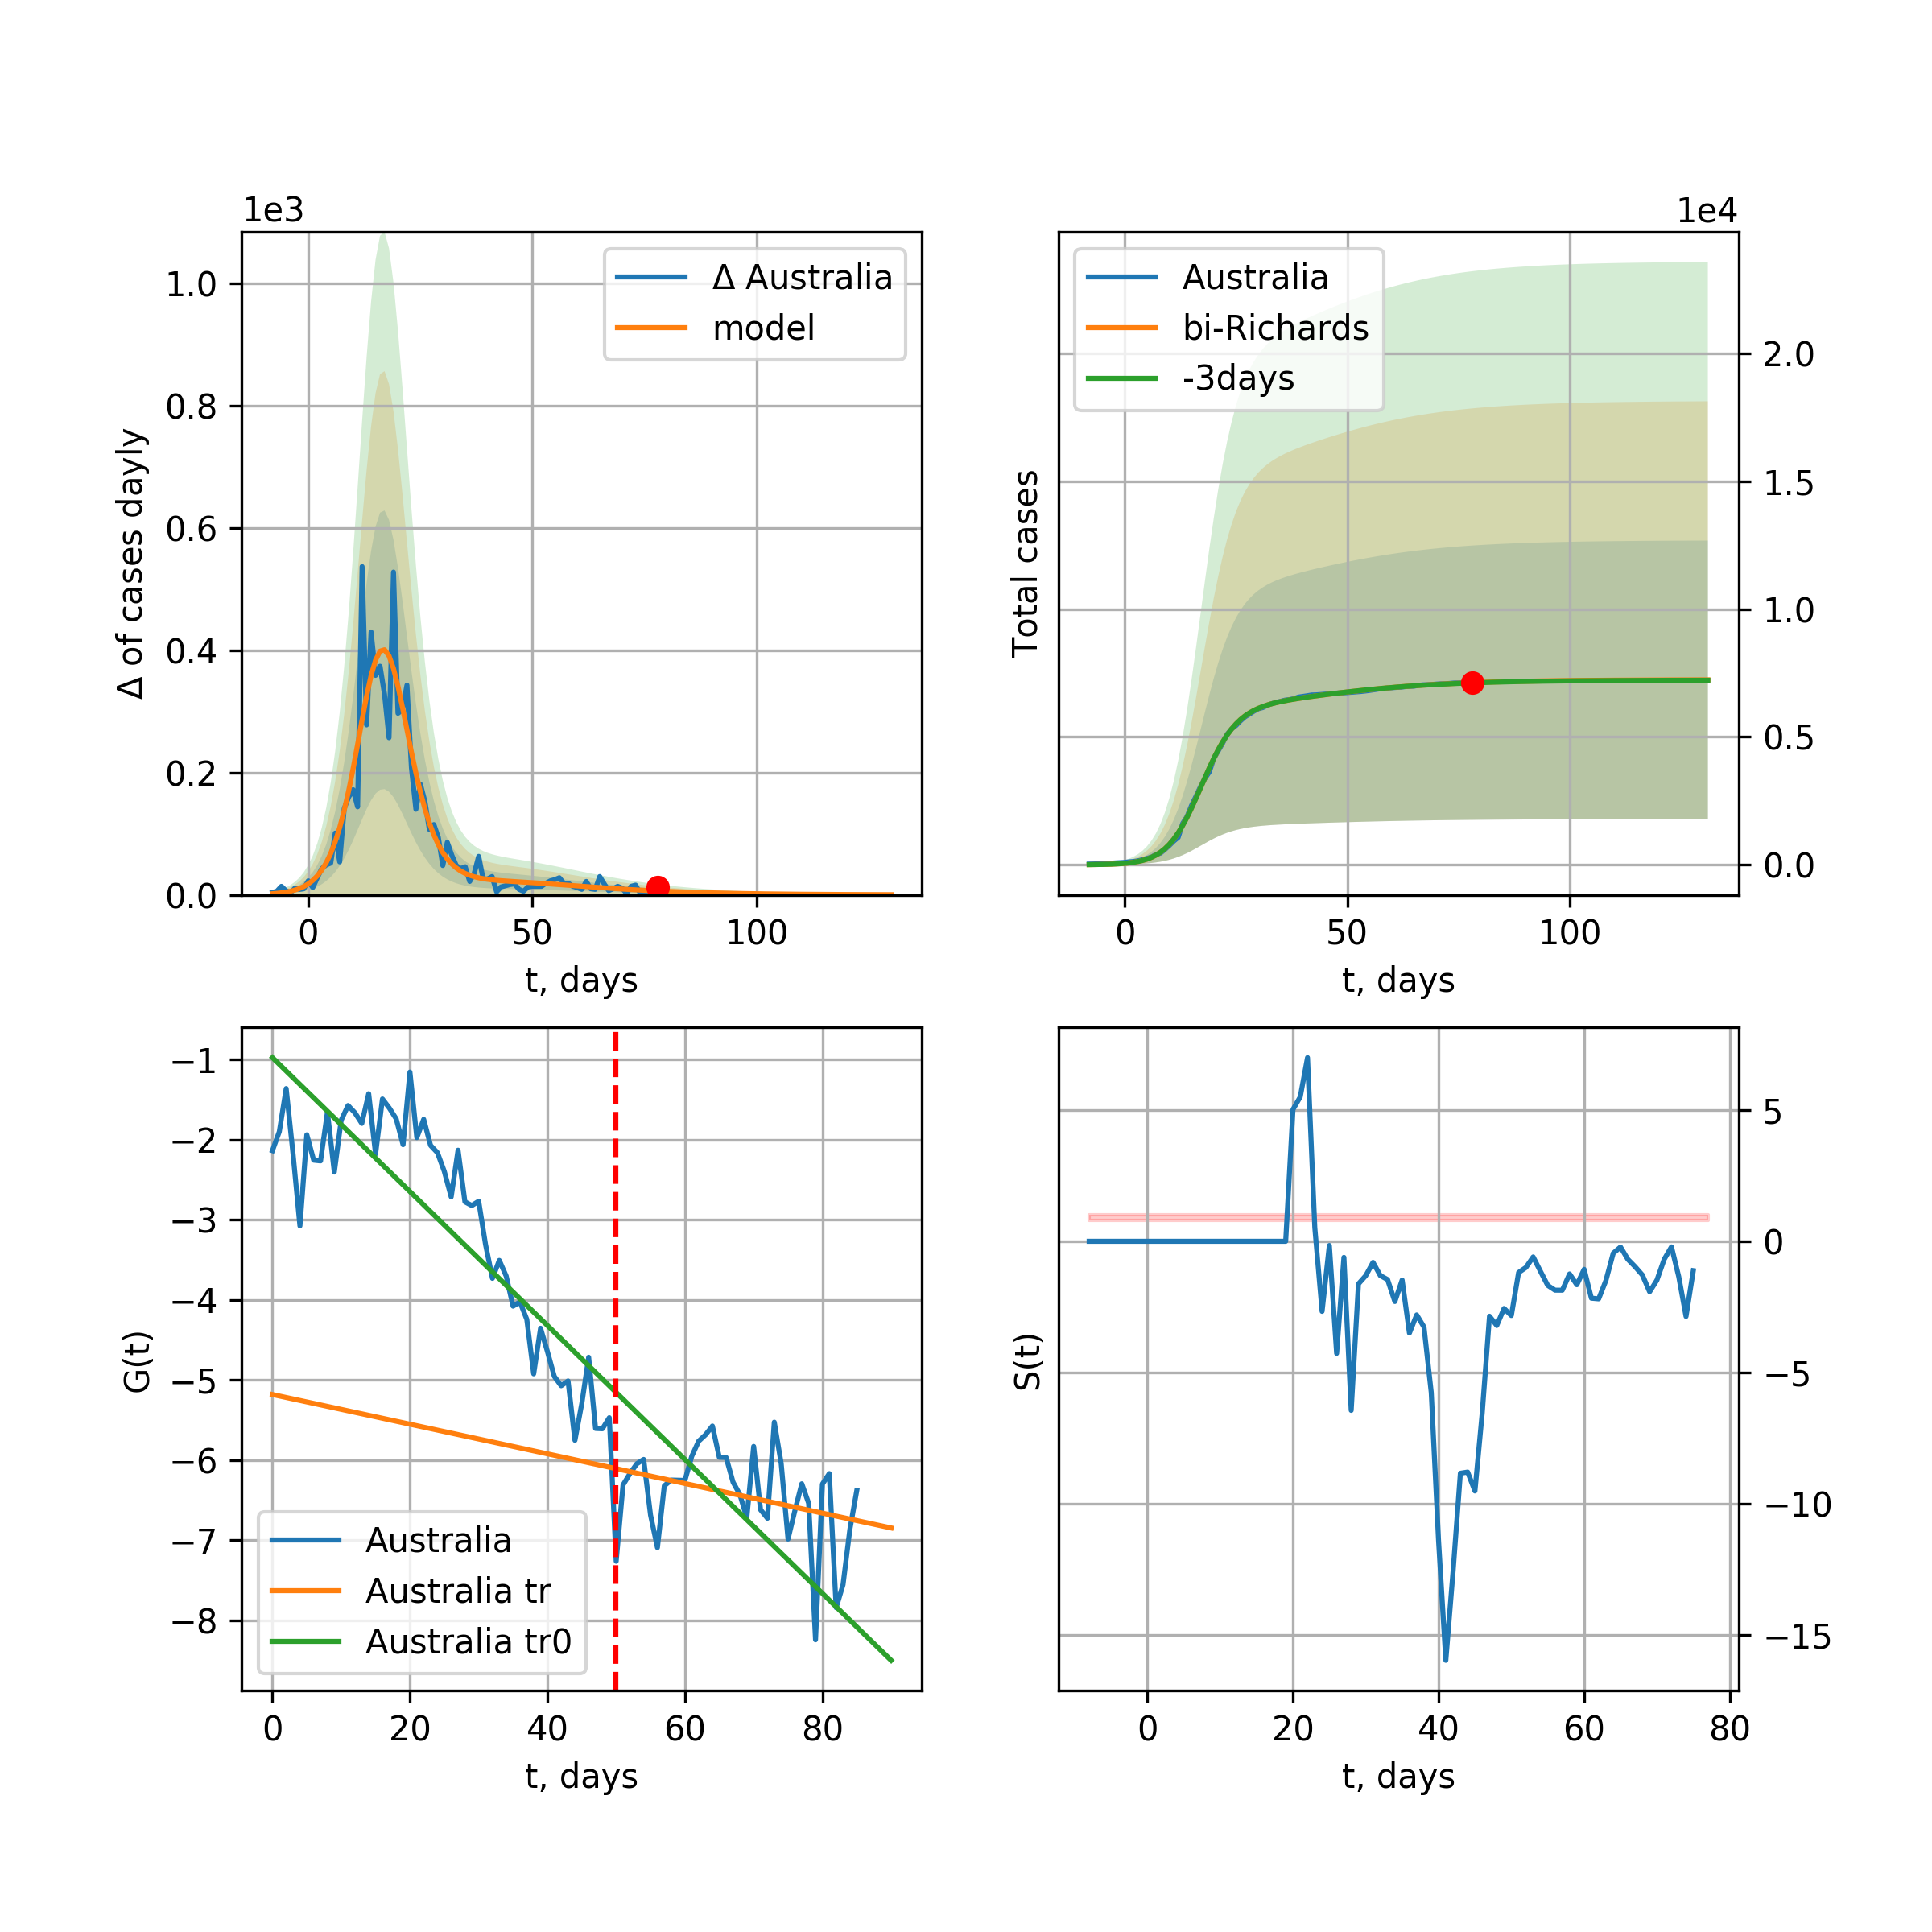 1e3
Δ of cases dayly
1.0
0.8
0.6
0.4
0.2
0.0
Δ Australia
model
0 50 100
t, days
1e4
Total cases
Australia
bi-Richards
-3days
2.0
1.5
1.0
0.5
0.0
0 50 100
t, days
G(t)
−1
−2
−3
−4
−5
−6
−7
−8
Australia
Australia tr
Australia tr0
0 20 40 60 80
t, days
S(t)
5
0
−5
−10
−15
0 20 40 60 80
t, days